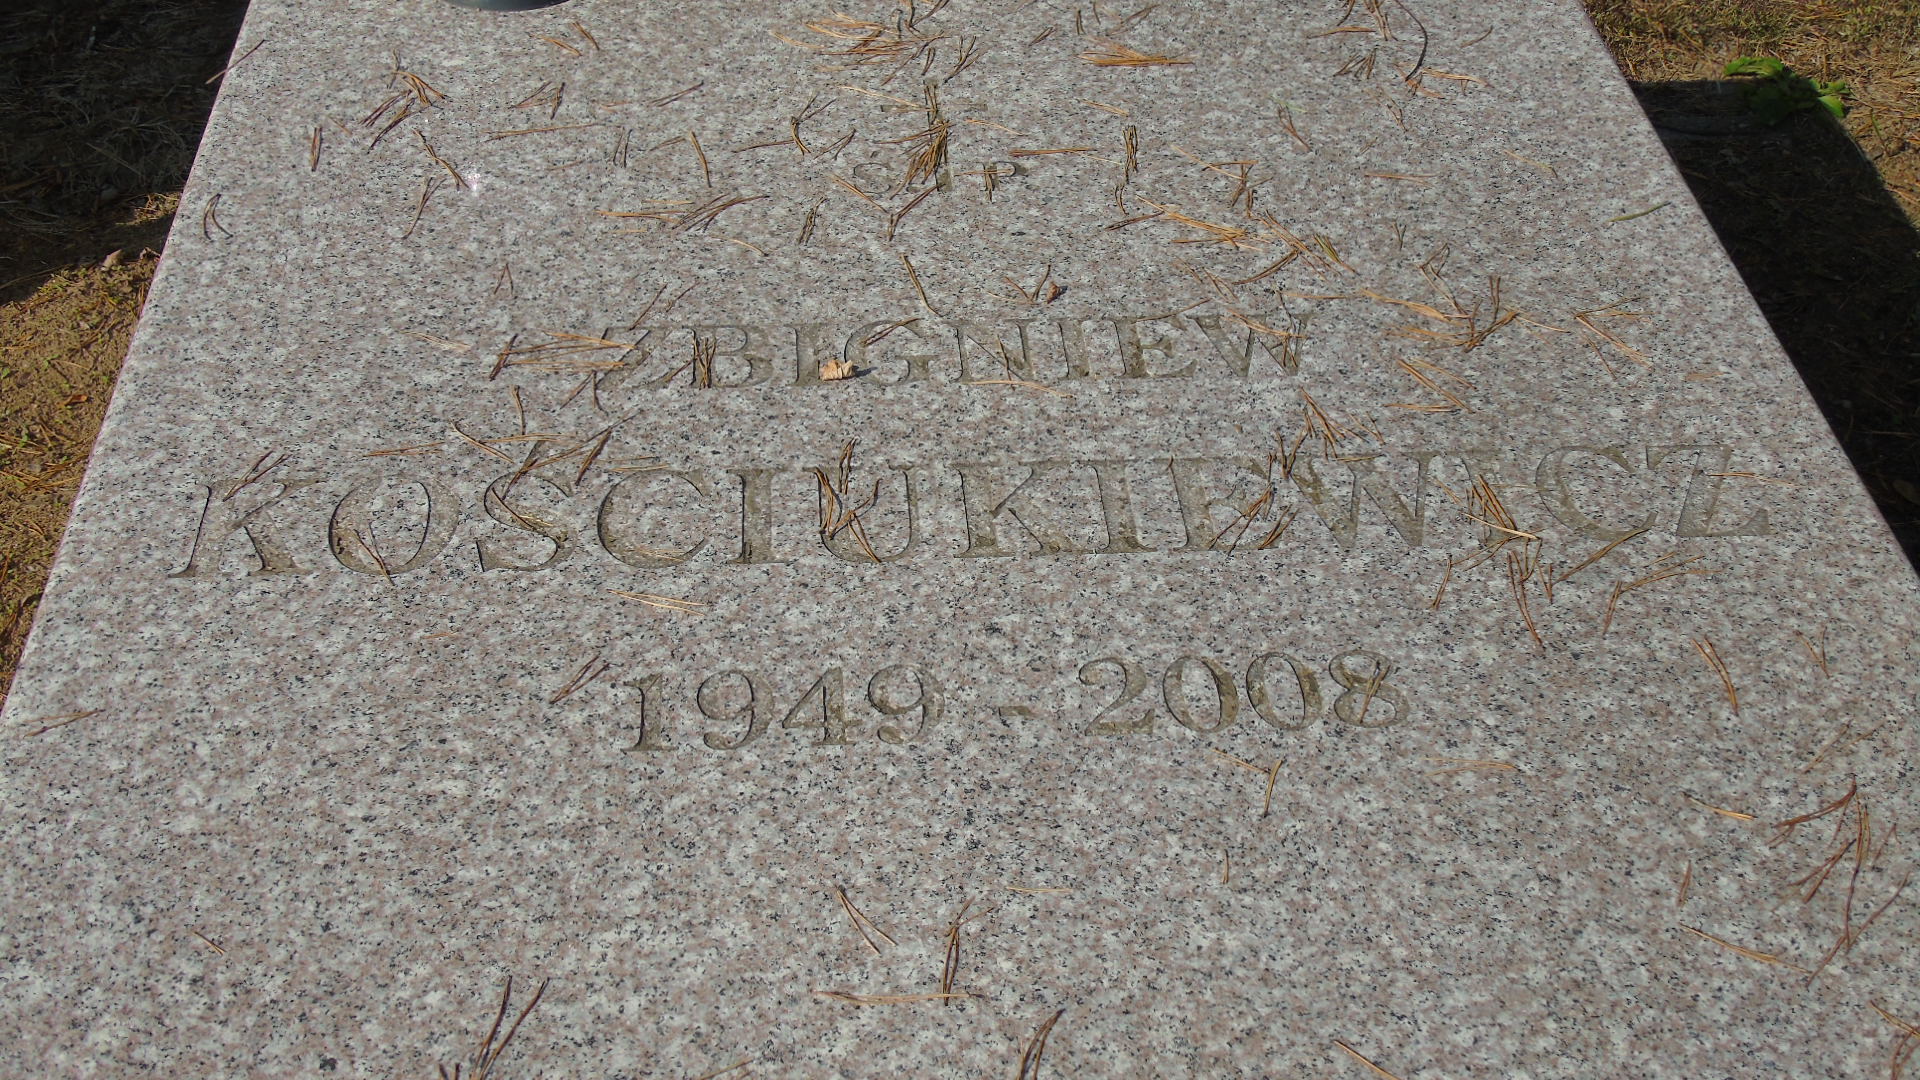 Ś P
ZBIGNIEW
KOŚCIUKIEWICZ
1949 - 2008